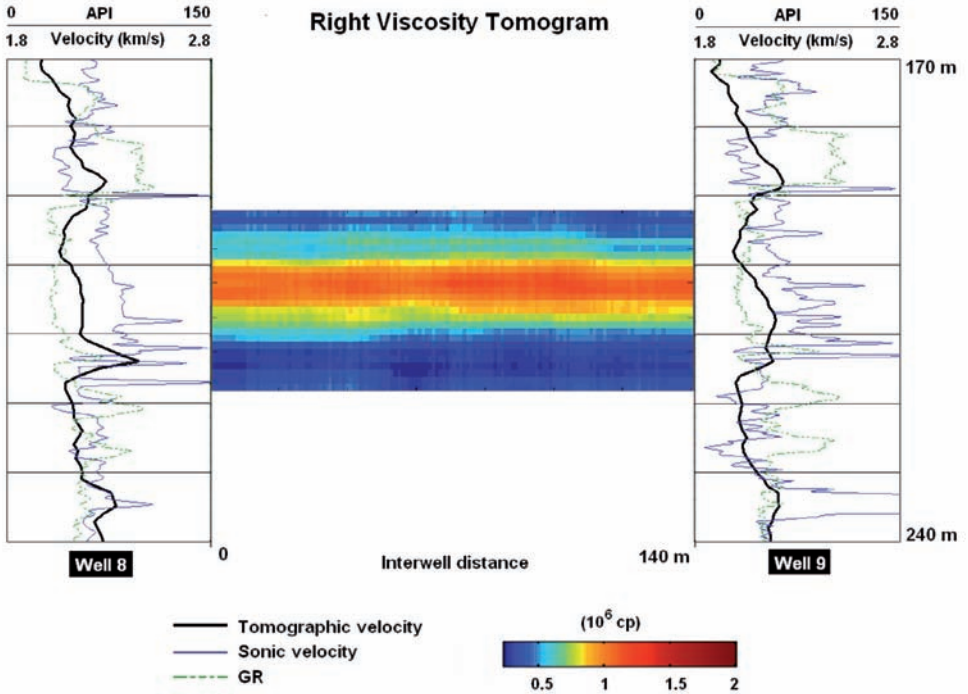 Right Viscosity Tomogram
0 API 150
1.8 Velocity (km/s) 2.8
0 API 150
1.8 Velocity (km/s) 2.8
170 m
240 m
Well 8
0 Interwell distance 140 m
Well 9
Tomographic velocity
Sonic velocity
GR
(10^6 cp)
0.5 1 1.5 2